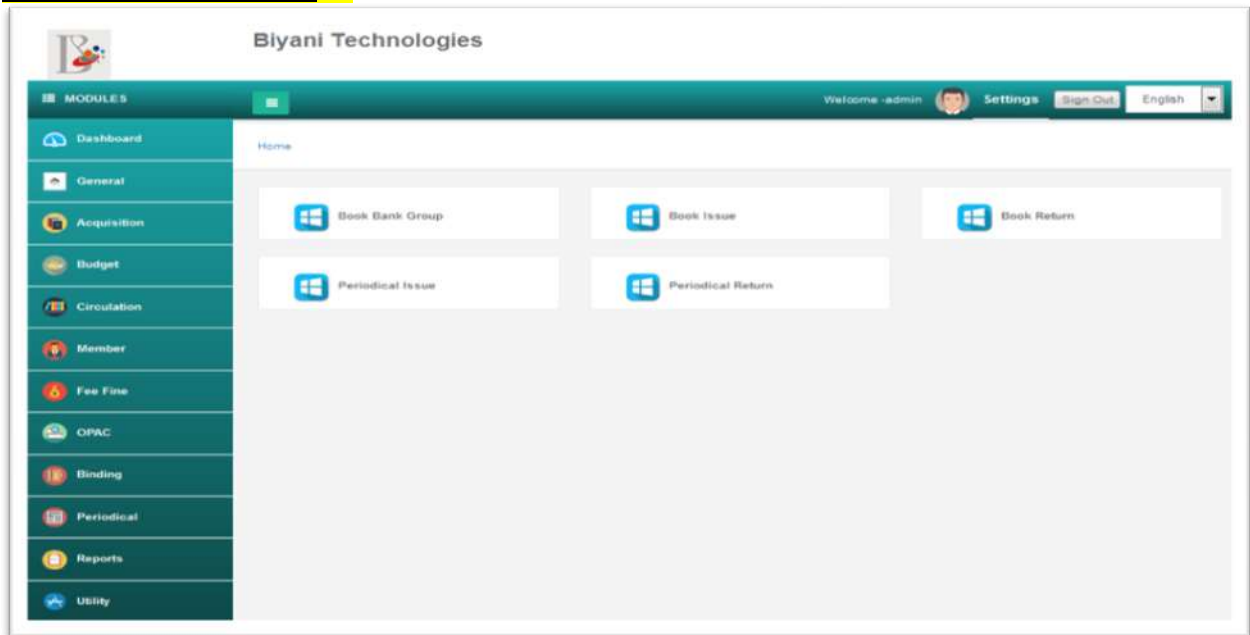 Biyani Technologies
MODULES
Welcome -admin Settings Sign Out English
Dashboard
Home
General
Book Bank Group Book Issue Book Return
Acquisition
Budget
Periodical Issue Periodical Return
Circulation
Member
Fee Fine
OPAC
Binding
Periodical
Reports
Utility